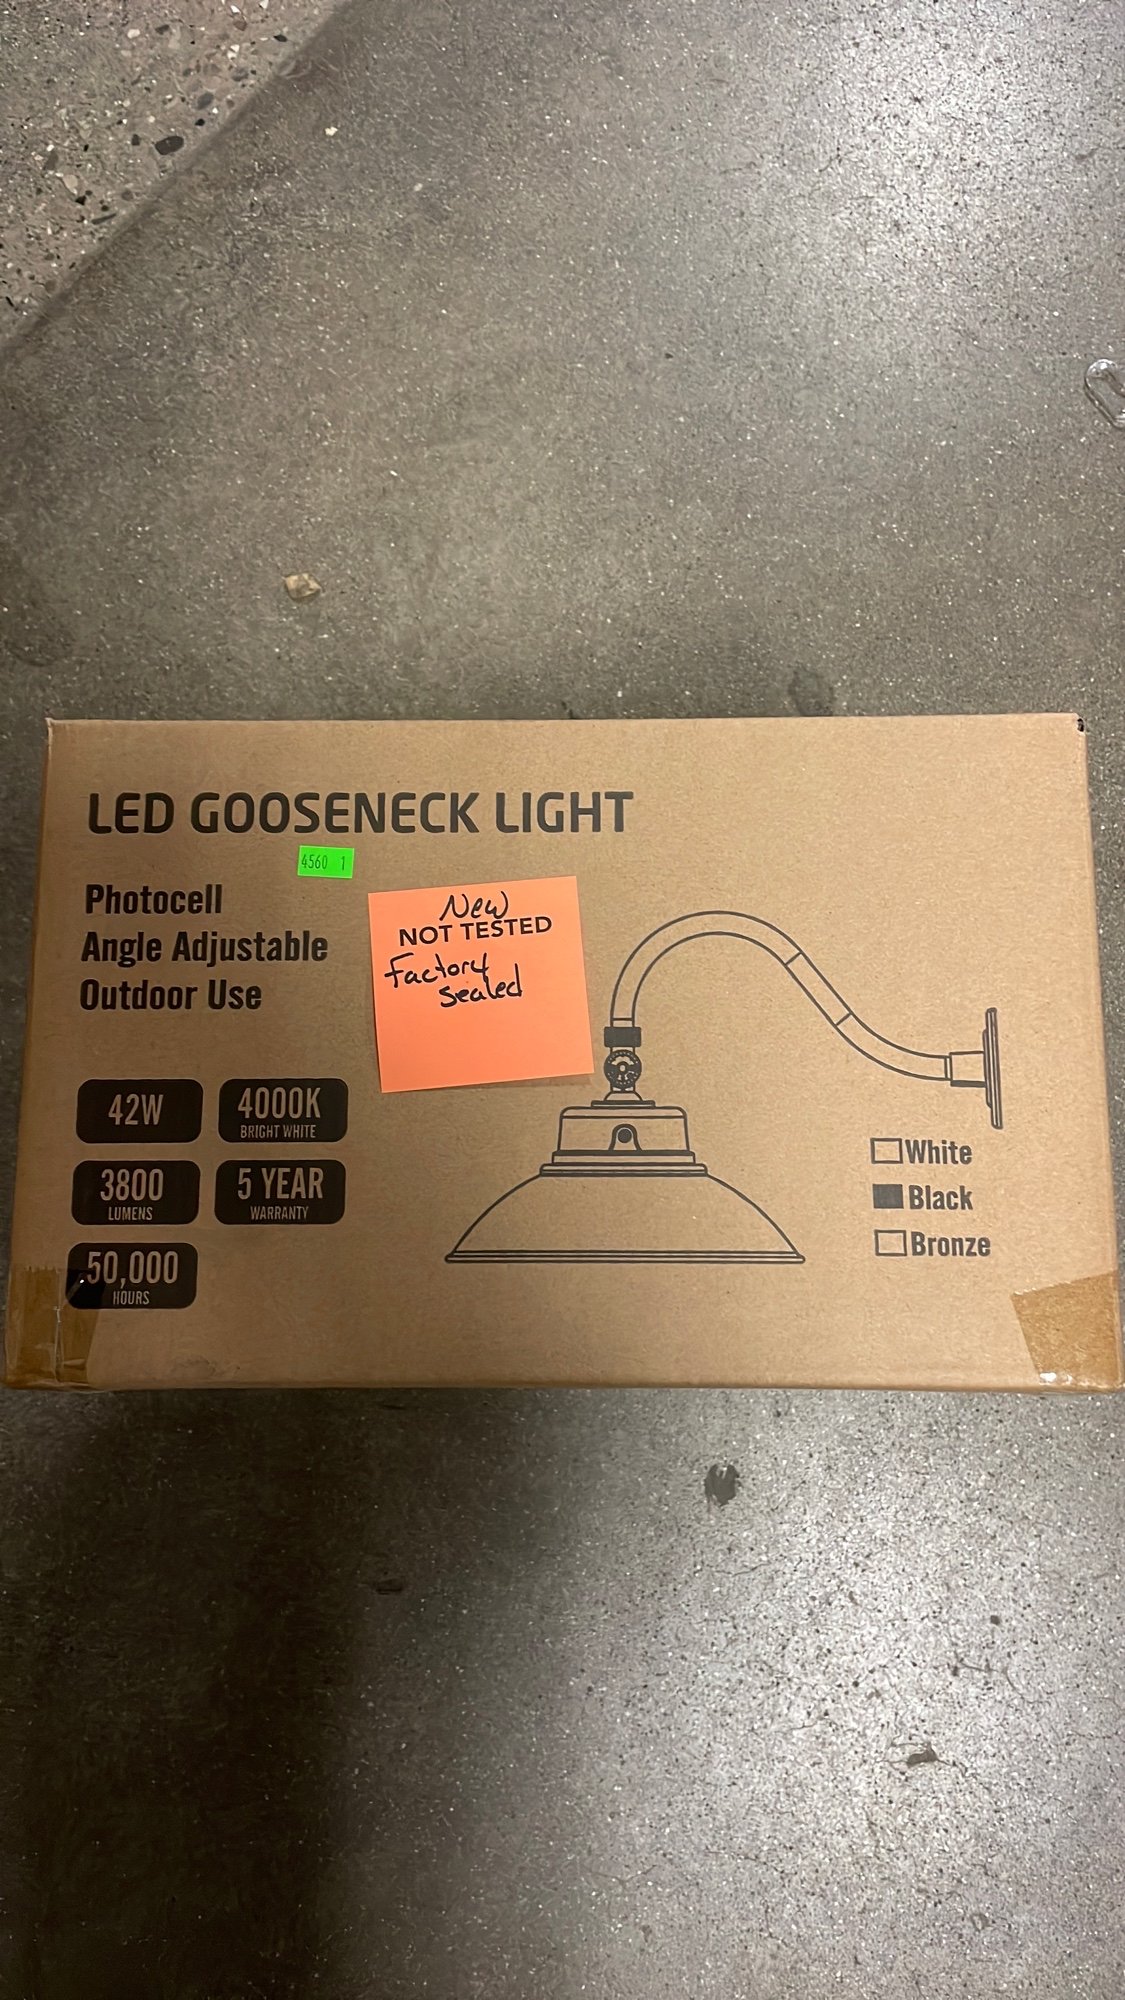 LED GOOSENECK LIGHT
4560 1
Photocell
Angle Adjustable
Outdoor Use
New
NOT TESTED
Factory
sealed
42W
4000K
BRIGHT WHITE
3800
LUMENS
5 YEAR
WARRANTY
50,000
HOURS
White
Black
Bronze